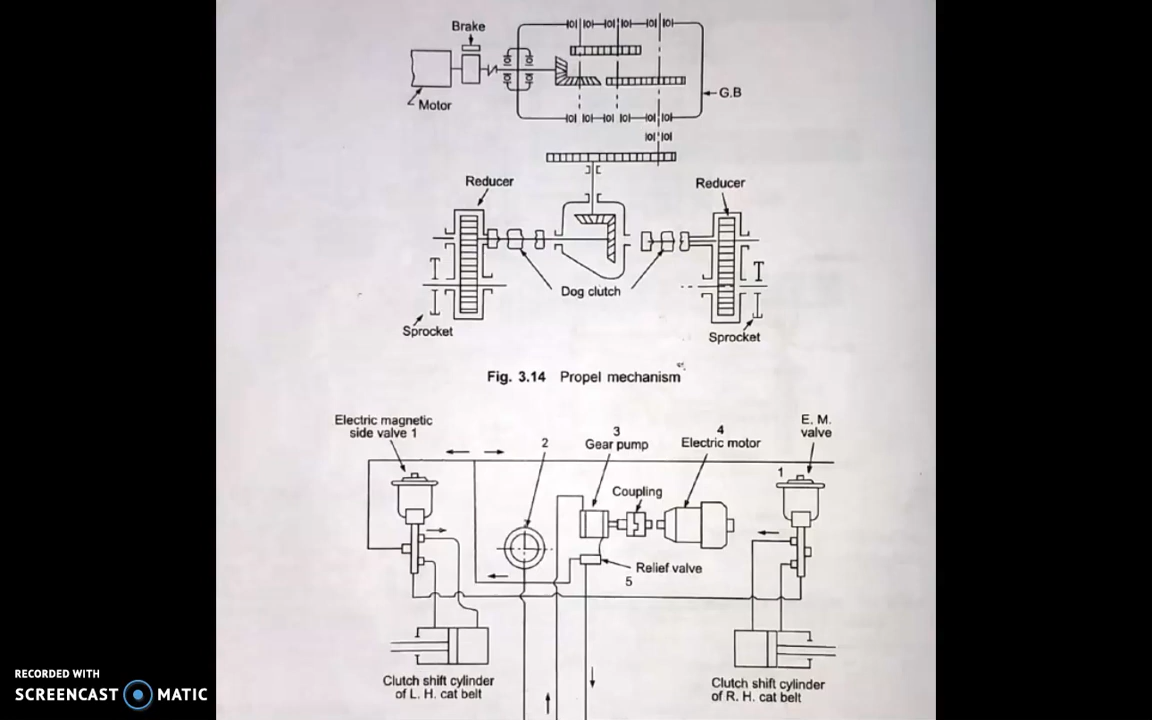 Brake
Motor
G.B
Reducer
Reducer
Dog clutch
Sprocket
Sprocket
Fig. 3.14 Propel mechanism
Electric magnetic
side valve 1
2
3
Gear pump
4
Electric motor
E. M.
valve
1
Coupling
Relief valve
5
Clutch shift cylinder
of L. H. cat belt
Clutch shift cylinder
of R. H. cat belt
RECORDED WITH
SCREENCAST MATIC